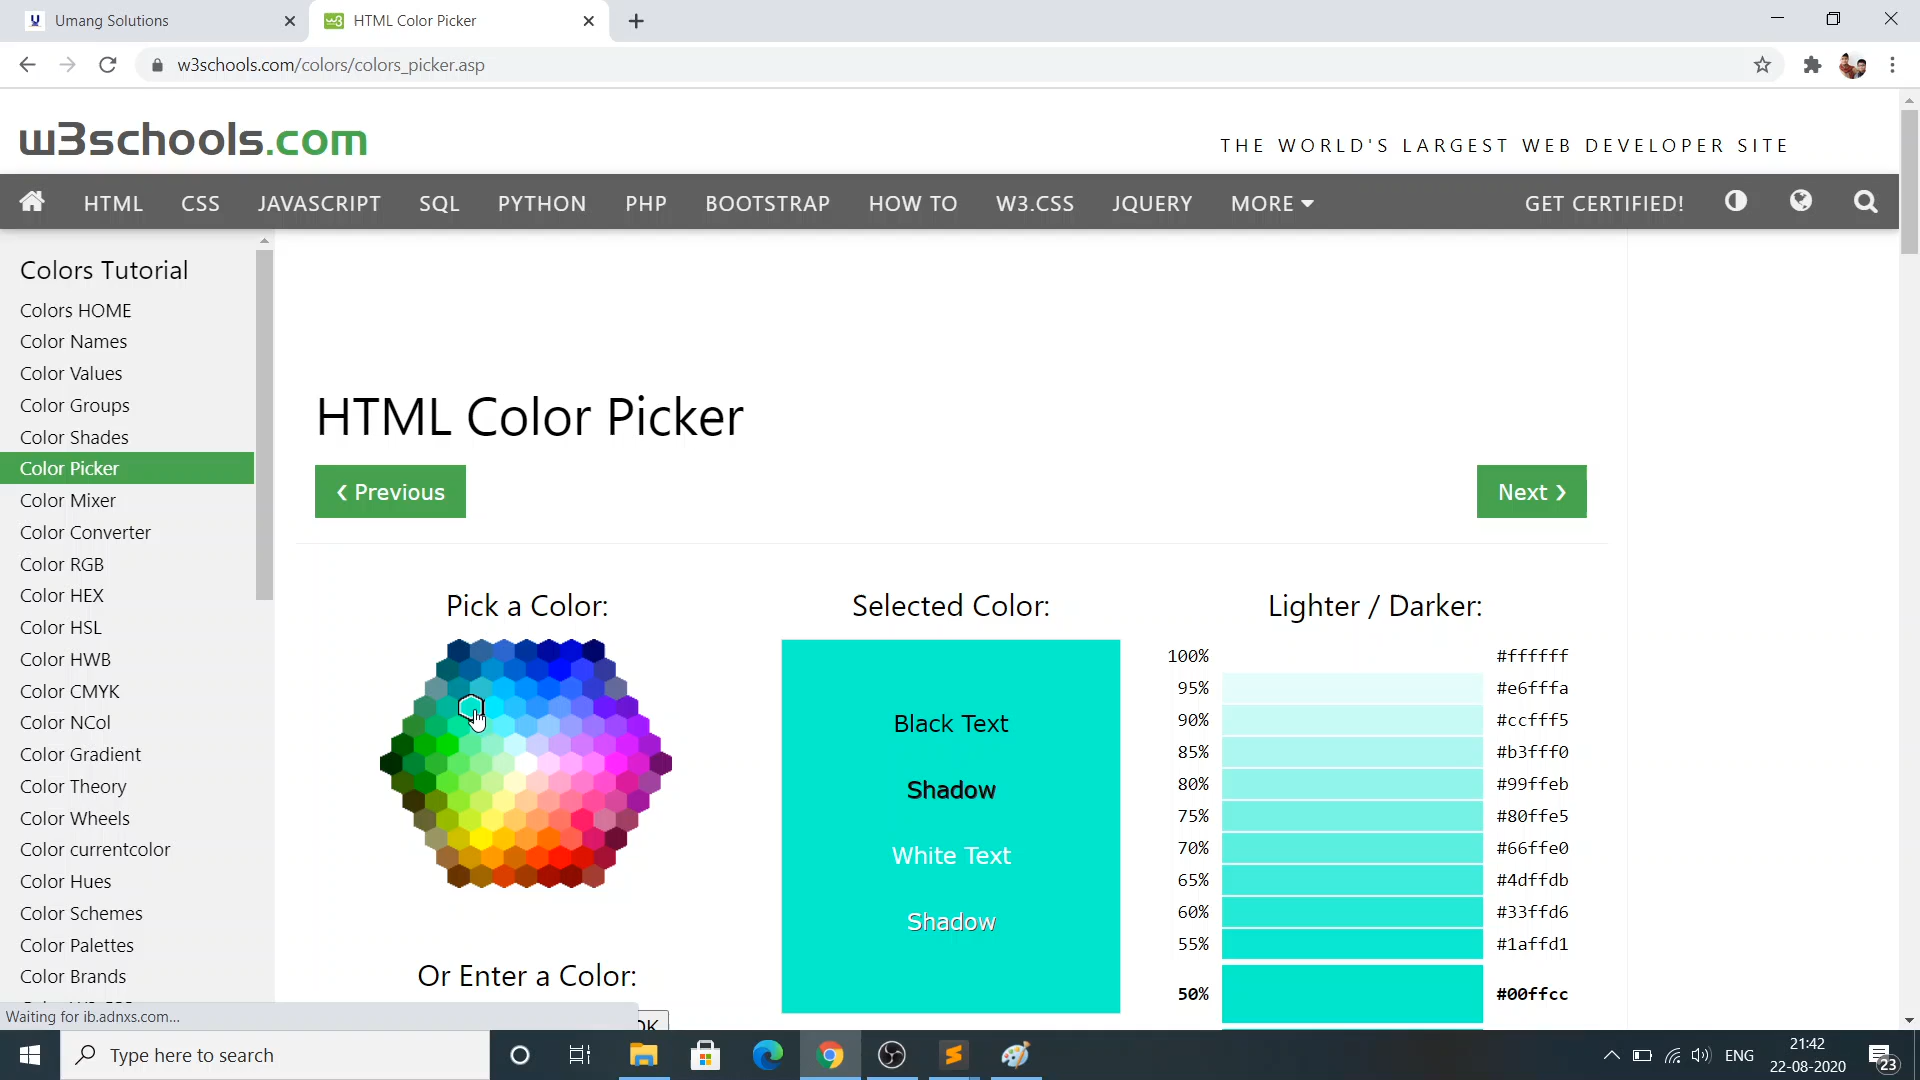 Umang Solutions
HTML Color Picker
w3schools.com/colors/colors_picker.asp
w3schools.com
THE WORLD'S LARGEST WEB DEVELOPER SITE
HTML CSS JAVASCRIPT SQL PYTHON PHP BOOTSTRAP HOW TO W3.CSS JQUERY MORE GET CERTIFIED!
Colors Tutorial
Colors HOME
Color Names
Color Values
Color Groups
Color Shades
Color Picker
Color Mixer
Color Converter
Color RGB
Color HEX
Color HSL
Color HWB
Color CMYK
Color NCol
Color Gradient
Color Theory
Color Wheels
Color currentcolor
Color Hues
Color Schemes
Color Palettes
Color Brands
HTML Color Picker
❮ Previous
Next ❯
Pick a Color:
Or Enter a Color:
OK
Selected Color:
Black Text
Shadow
White Text
Shadow
Lighter / Darker:
100% #ffffff
95% #e6fffa
90% #ccfff5
85% #b3fff0
80% #99ffeb
75% #80ffe5
70% #66ffe0
65% #4dffdb
60% #33ffd6
55% #1affd1
50% #00ffcc
Waiting for ib.adnxs.com...
Type here to search
ENG
21:42
22-08-2020
23